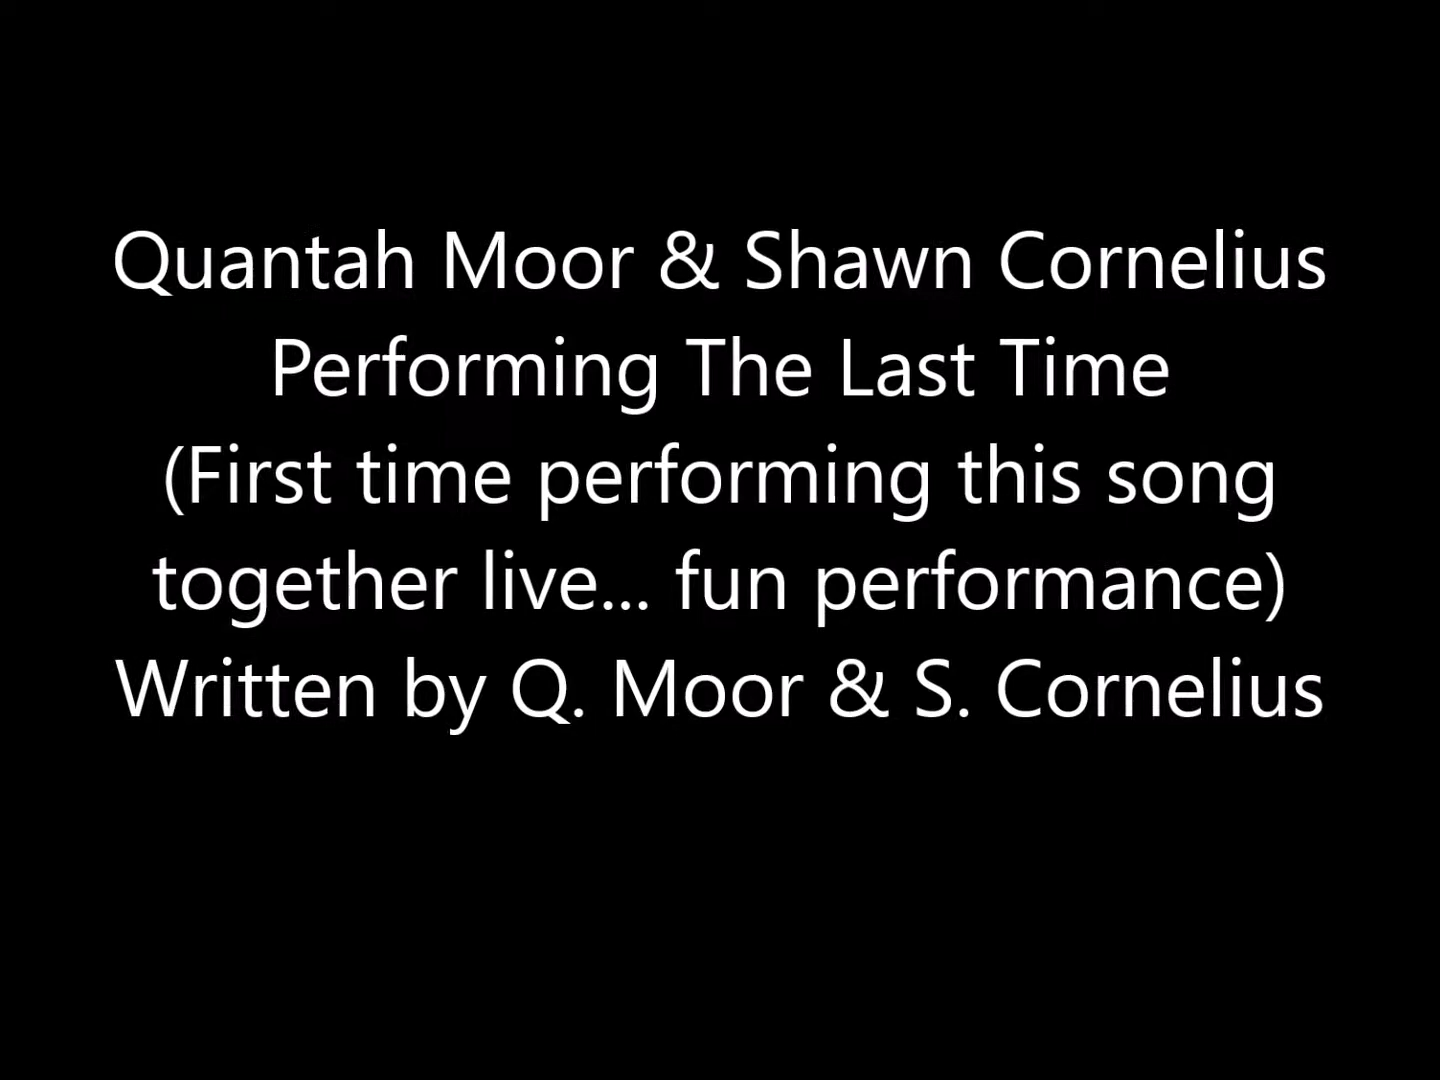 Quantah Moor & Shawn Cornelius
Performing The Last Time
(First time performing this song
together live... fun performance)
Written by Q. Moor & S. Cornelius